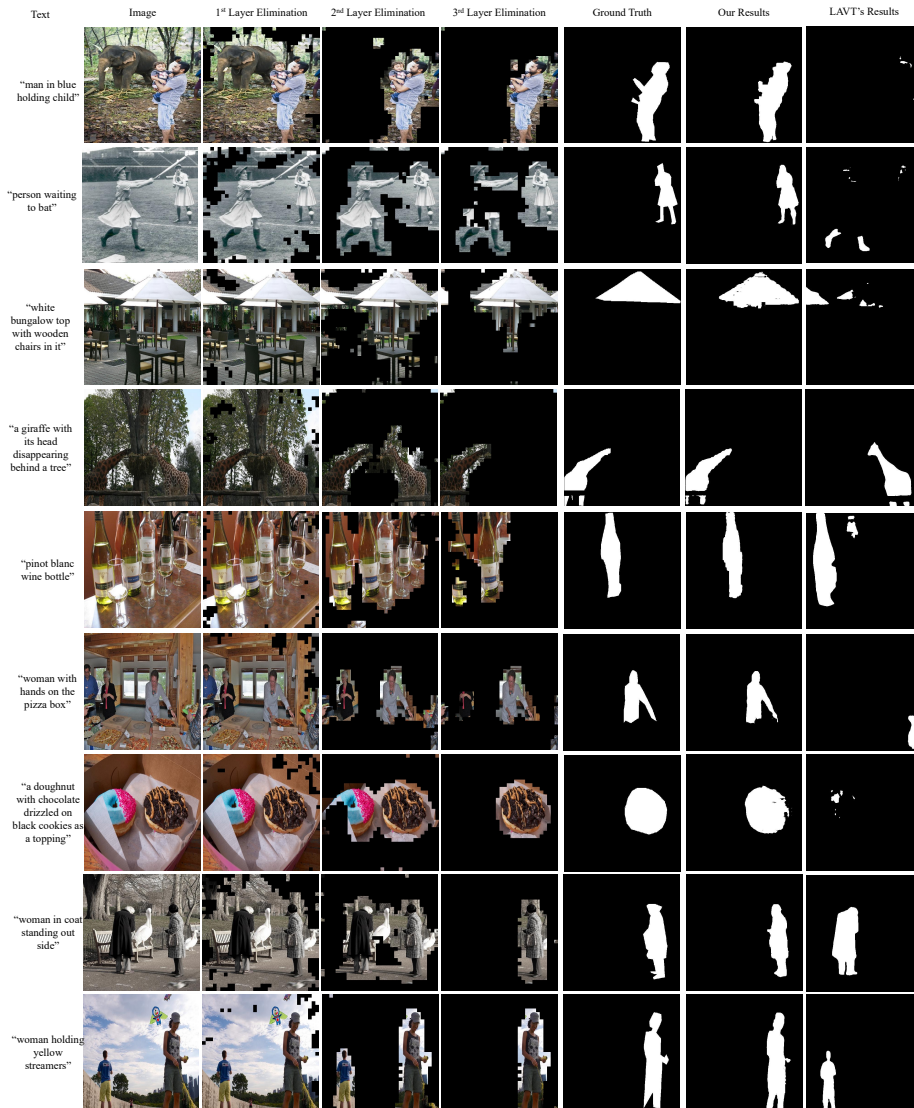 Text Image 1st Layer Elimination 2nd Layer Elimination 3rd Layer Elimination Ground Truth Our Results LAVT's Results
“man in blue
holding child”
“person waiting
to bat”
“white
bungalow top
with wooden
chairs in it”
“a giraffe with
its head
disappearing
behind a tree”
“pinot blanc
wine bottle”
“woman with
hands on the
pizza box”
“a doughnut
with chocolate
drizzled on
black cookies as
a topping”
“woman in coat
standing out
side”
“woman holding
yellow
streamers”